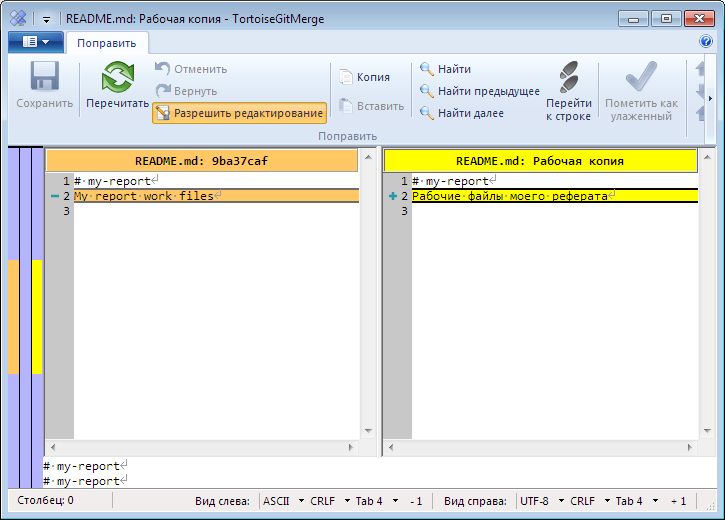 README.md: Рабочая копия - TortoiseGitMerge
Поправить
Сохранить
Перечитать
Отменить
Вернуть
Разрешить редактирование
Копия
Вставить
Найти
Найти предыдущее
Найти далее
Перейти к строке
Пометить как улаженный
Поправить
README.md: 9ba37caf
1 #·my-report
− 2 My·report·work·files
3
README.md: Рабочая копия
1 #·my-report
+ 2 Рабочие·файлы·моего·реферата
3
#·my-report
#·my-report
Столбец: 0 Вид слева: ASCII CRLF Tab 4 - 1 Вид справа: UTF-8 CRLF Tab 4 + 1